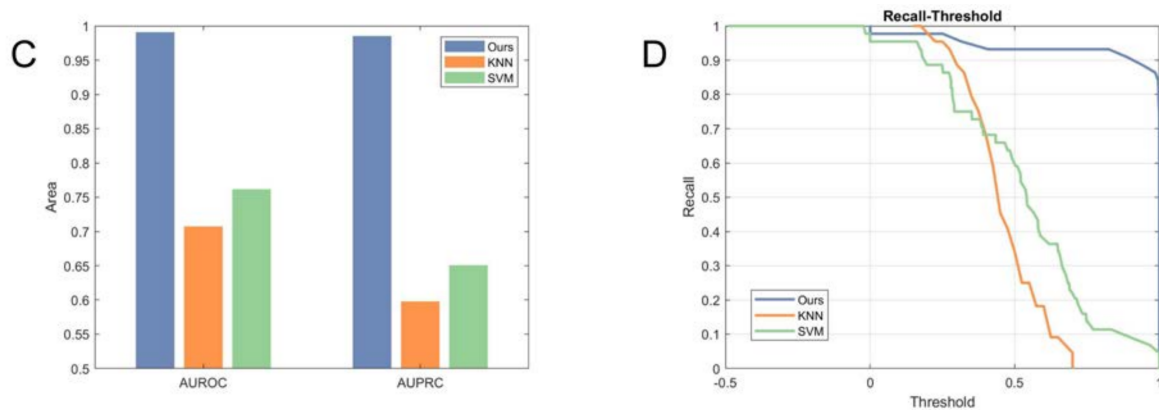 C
1
0.95
0.9
0.85
0.8
0.75
0.7
0.65
0.6
0.55
0.5
Area
AUROC
AUPRC
Ours
KNN
SVM
D
Recall-Threshold
1
0.9
0.8
0.7
0.6
0.5
0.4
0.3
0.2
0.1
0
Recall
Ours
KNN
SVM
-0.5
0
0.5
1
Threshold